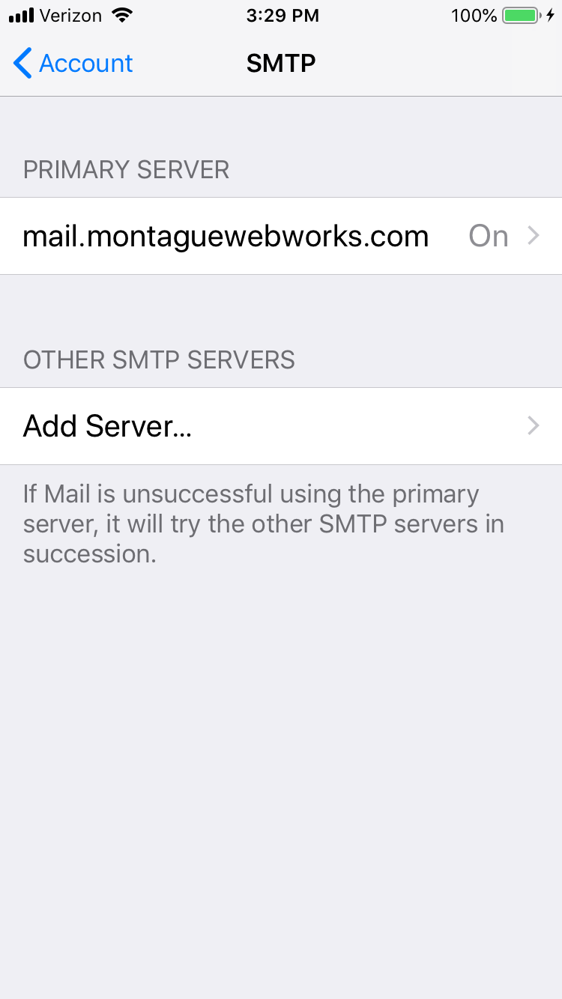 Verizon 3:29 PM 100%
Account SMTP
PRIMARY SERVER
mail.montaguewebworks.com On
OTHER SMTP SERVERS
Add Server...
If Mail is unsuccessful using the primary
server, it will try the other SMTP servers in
succession.